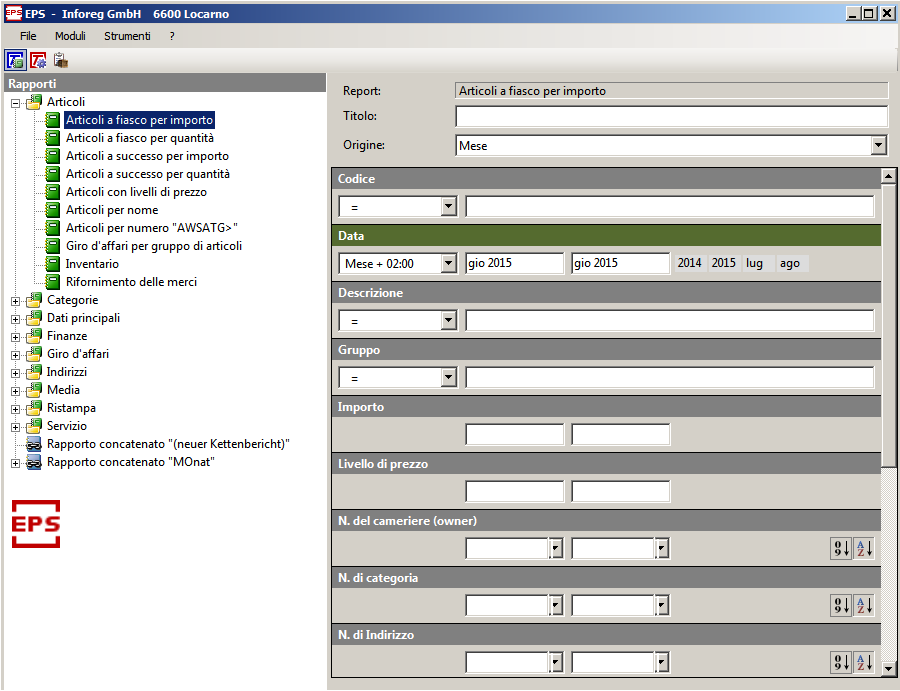 EPS - Inforeg GmbH 6600 Locarno
File Moduli Strumenti ?
Rapporti
Articoli
Articoli a fiasco per importo
Articoli a fiasco per quantità
Articoli a successo per importo
Articoli a successo per quantità
Articoli con livelli di prezzo
Articoli per nome
Articoli per numero "AWSATG>"
Giro d'affari per gruppo di articoli
Inventario
Rifornimento delle merci
Categorie
Dati principali
Finanze
Giro d'affari
Indirizzi
Media
Ristampa
Servizio
Rapporto concatenato "(neuer Kettenbericht)"
Rapporto concatenato "MOnat"
EPS
Report: Articoli a fiasco per importo
Titolo:
Origine: Mese
Codice
=
Data
Mese + 02:00 gio 2015 gio 2015 2014 2015 lug ago
Descrizione
=
Gruppo
=
Importo
Livello di prezzo
N. del cameriere (owner)
N. di categoria
N. di Indirizzo